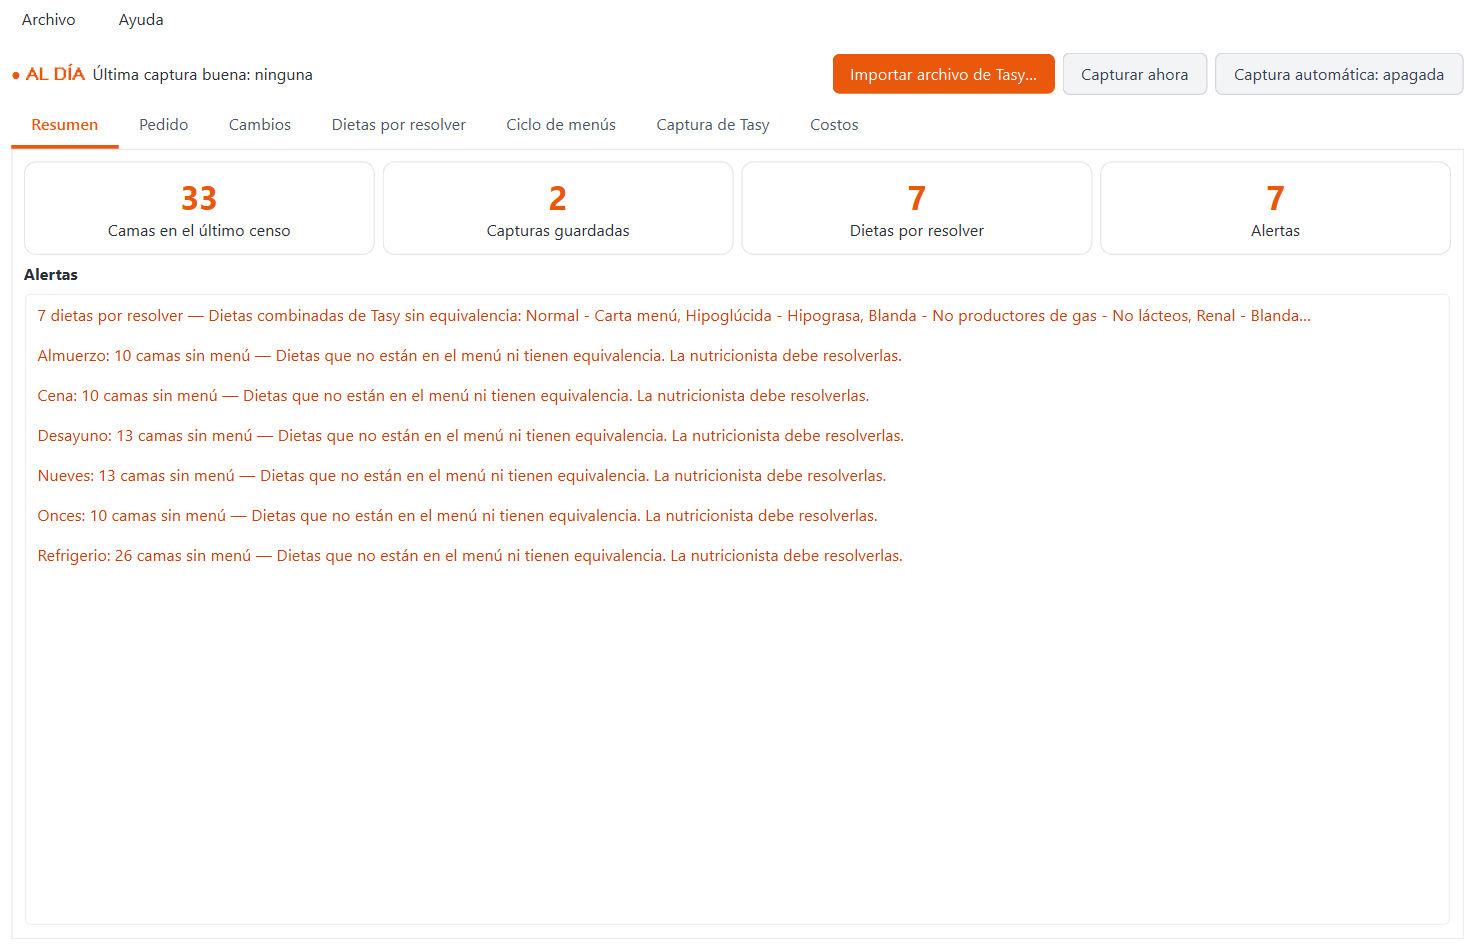 Archivo Ayuda
● AL DÍA Última captura buena: ninguna Importar archivo de Tasy... Capturar ahora Captura automática: apagada
Resumen Pedido Cambios Dietas por resolver Ciclo de menús Captura de Tasy Costos
33 2 7 7
Camas en el último censo Capturas guardadas Dietas por resolver Alertas
Alertas
7 dietas por resolver — Dietas combinadas de Tasy sin equivalencia: Normal - Carta menú, Hipoglúcida - Hipograsa, Blanda - No productores de gas - No lácteos, Renal - Blanda...
Almuerzo: 10 camas sin menú — Dietas que no están en el menú ni tienen equivalencia. La nutricionista debe resolverlas.
Cena: 10 camas sin menú — Dietas que no están en el menú ni tienen equivalencia. La nutricionista debe resolverlas.
Desayuno: 13 camas sin menú — Dietas que no están en el menú ni tienen equivalencia. La nutricionista debe resolverlas.
Nueves: 13 camas sin menú — Dietas que no están en el menú ni tienen equivalencia. La nutricionista debe resolverlas.
Onces: 10 camas sin menú — Dietas que no están en el menú ni tienen equivalencia. La nutricionista debe resolverlas.
Refrigerio: 26 camas sin menú — Dietas que no están en el menú ni tienen equivalencia. La nutricionista debe resolverlas.